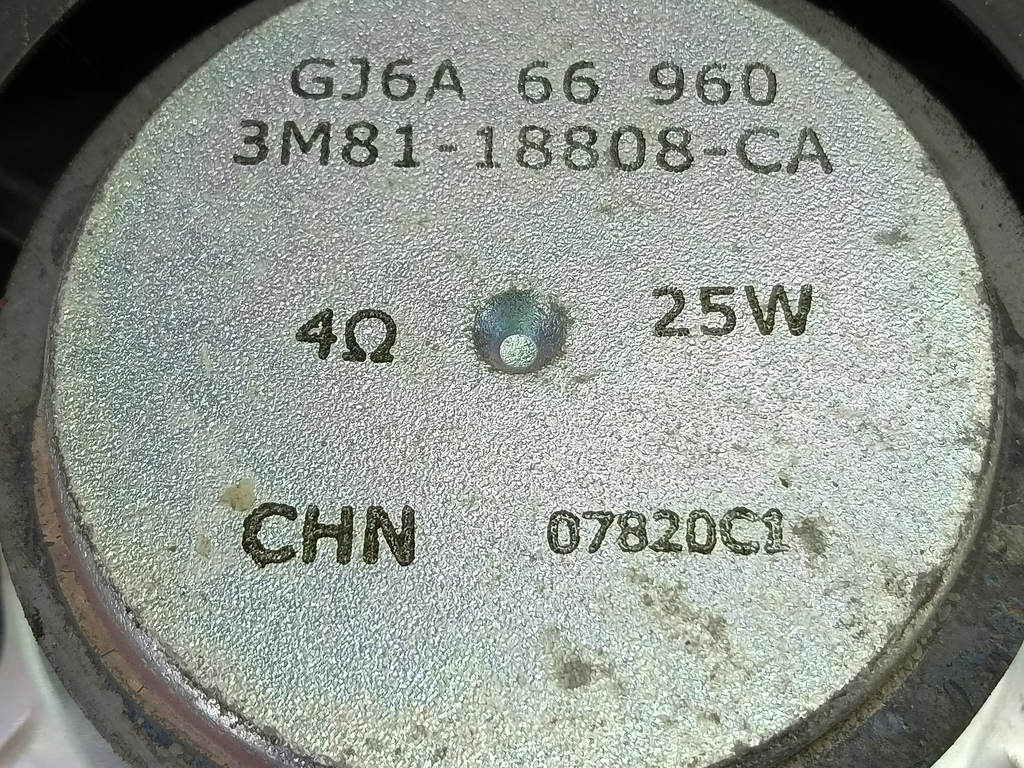 GJ6A 66 960
3M81-18808-CA
4Ω 25W
CHN 07820C1